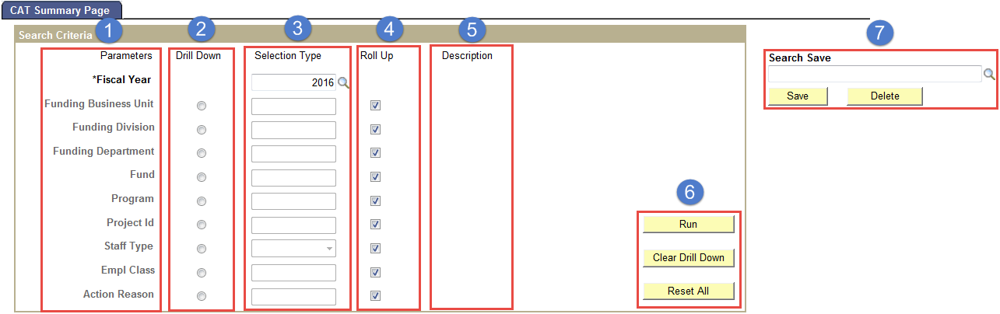 CAT Summary Page
1 2 3 4 5 6 7
Search Criteria
Parameters Drill Down Selection Type Roll Up Description
*Fiscal Year 2016
Funding Business Unit
Funding Division
Funding Department
Fund
Program
Project Id
Staff Type
Empl Class
Action Reason
Run
Clear Drill Down
Reset All
Search Save
Save Delete